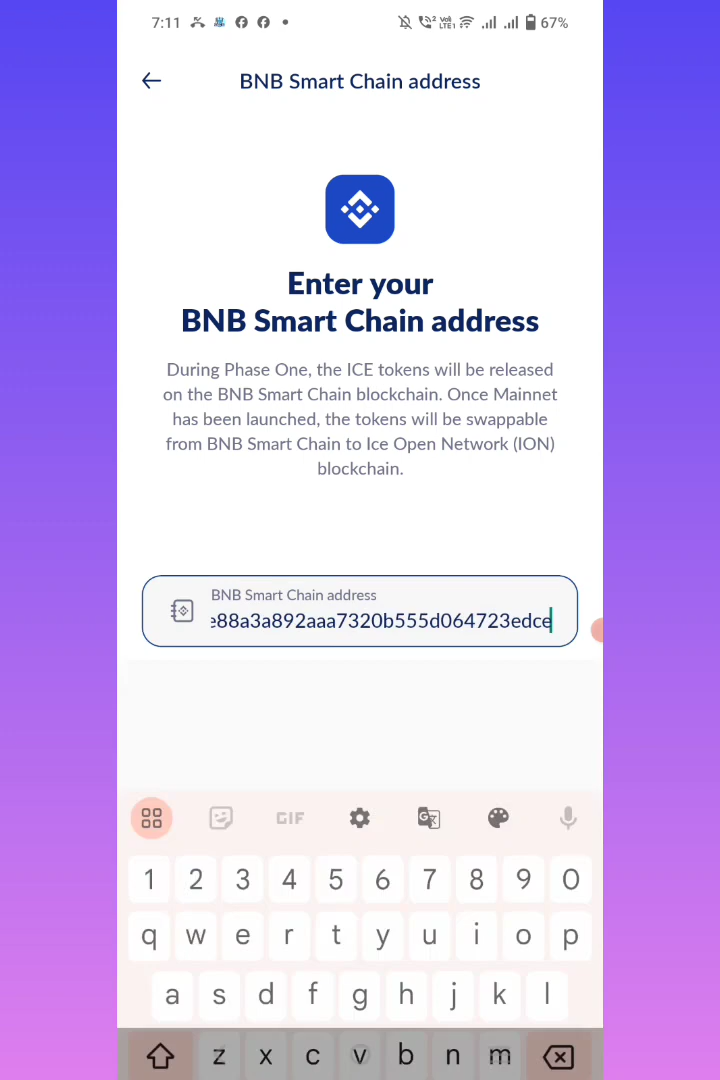 7:11
2
Vo)
LTE1
67%
BNB Smart Chain address
Enter your
BNB Smart Chain address
During Phase One, the ICE tokens will be released
on the BNB Smart Chain blockchain. Once Mainnet
has been launched, the tokens will be swappable
from BNB Smart Chain to Ice Open Network (ION)
blockchain.
BNB Smart Chain address
e88a3a892aaa7320b555d064723edce
GIF
1 2 3 4 5 6 7 8 9 0
q w e r t y u i o p
a s d f g h j k l
z x c v b n m